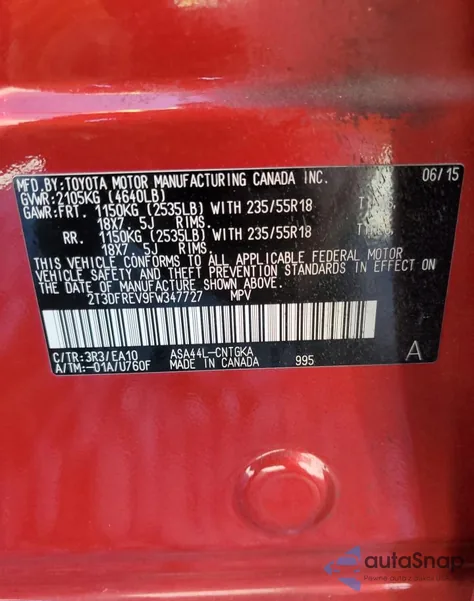 MFD. BY: TOYOTA MOTOR MANUFACTURING CANADA INC. 06/15
GVWR: 2105KG (4640LB)
GAWR: FRT. 1150KG (2535LB) WITH 235/55R18
18X7. 5J RIMS.
RR. 1150KG (2535LB) WITH 235/55R18
18X7. 5J RIMS.
THIS VEHICLE CONFORMS TO ALL APPLICABLE FEDERAL MOTOR
VEHICLE SAFETY AND THEFT PREVENTION STANDARDS IN EFFECT ON
THE DATE OF MANUFACTURE SHOWN ABOVE.
2T3DFREV9FW347727 MPV
C/TR: 3R3/EA10 ASA44L-CNTGKA
A/TM: -01A/U760F MADE IN CANADA 995 A
autaSnap